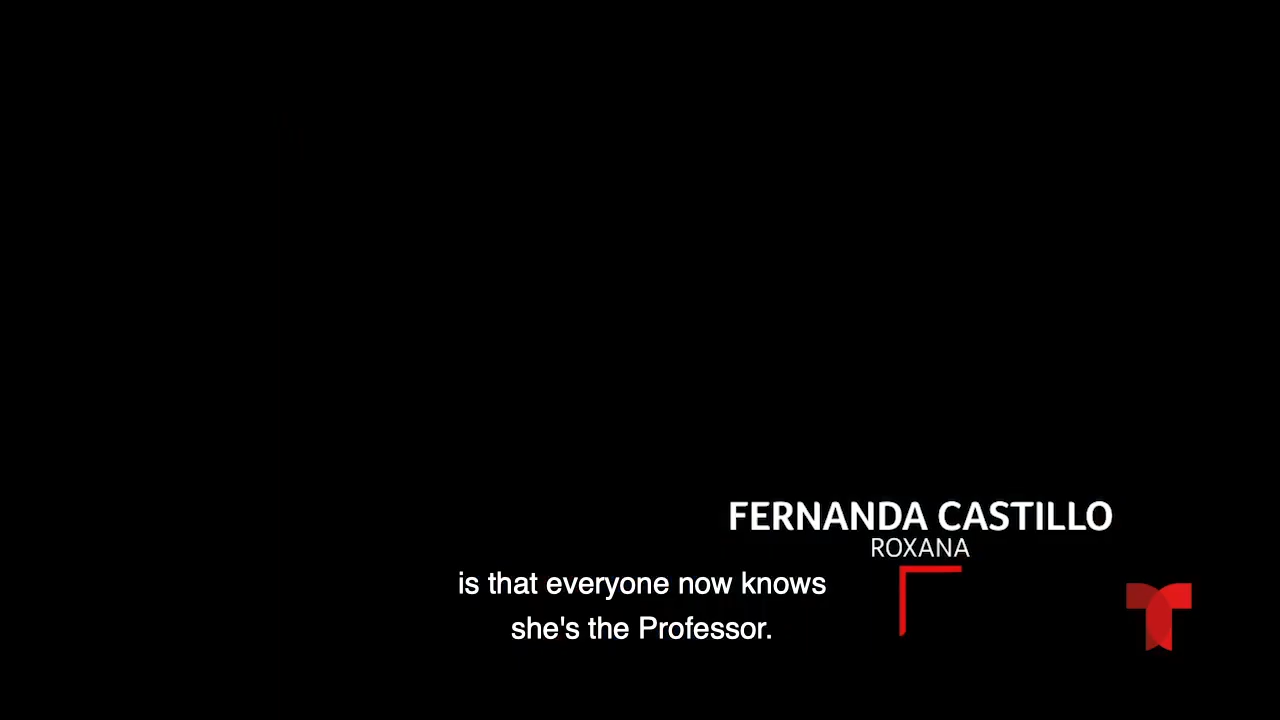 FERNANDA CASTILLO
ROXANA
is that everyone now knows
she's the Professor.